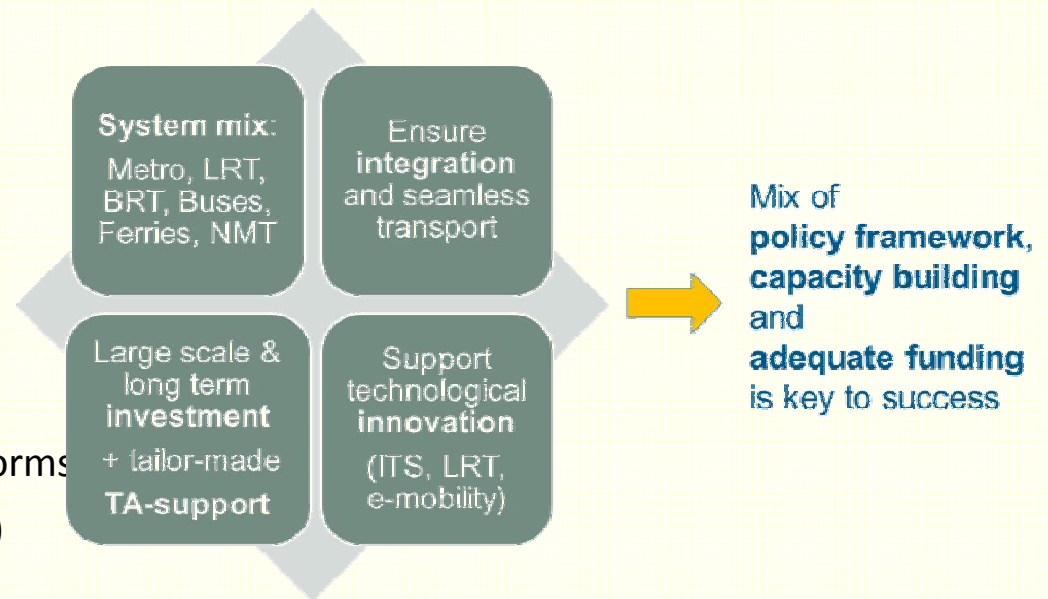 System mix:
Metro, LRT,
BRT, Buses,
Ferries, NMT
Ensure
integration
and seamless
transport
Large scale &
long term
investment
+ tailor-made
TA-support
Support
technological
innovation
(ITS, LRT,
e-mobility)
Mix of
policy framework,
capacity building
and
adequate funding
is key to success
)